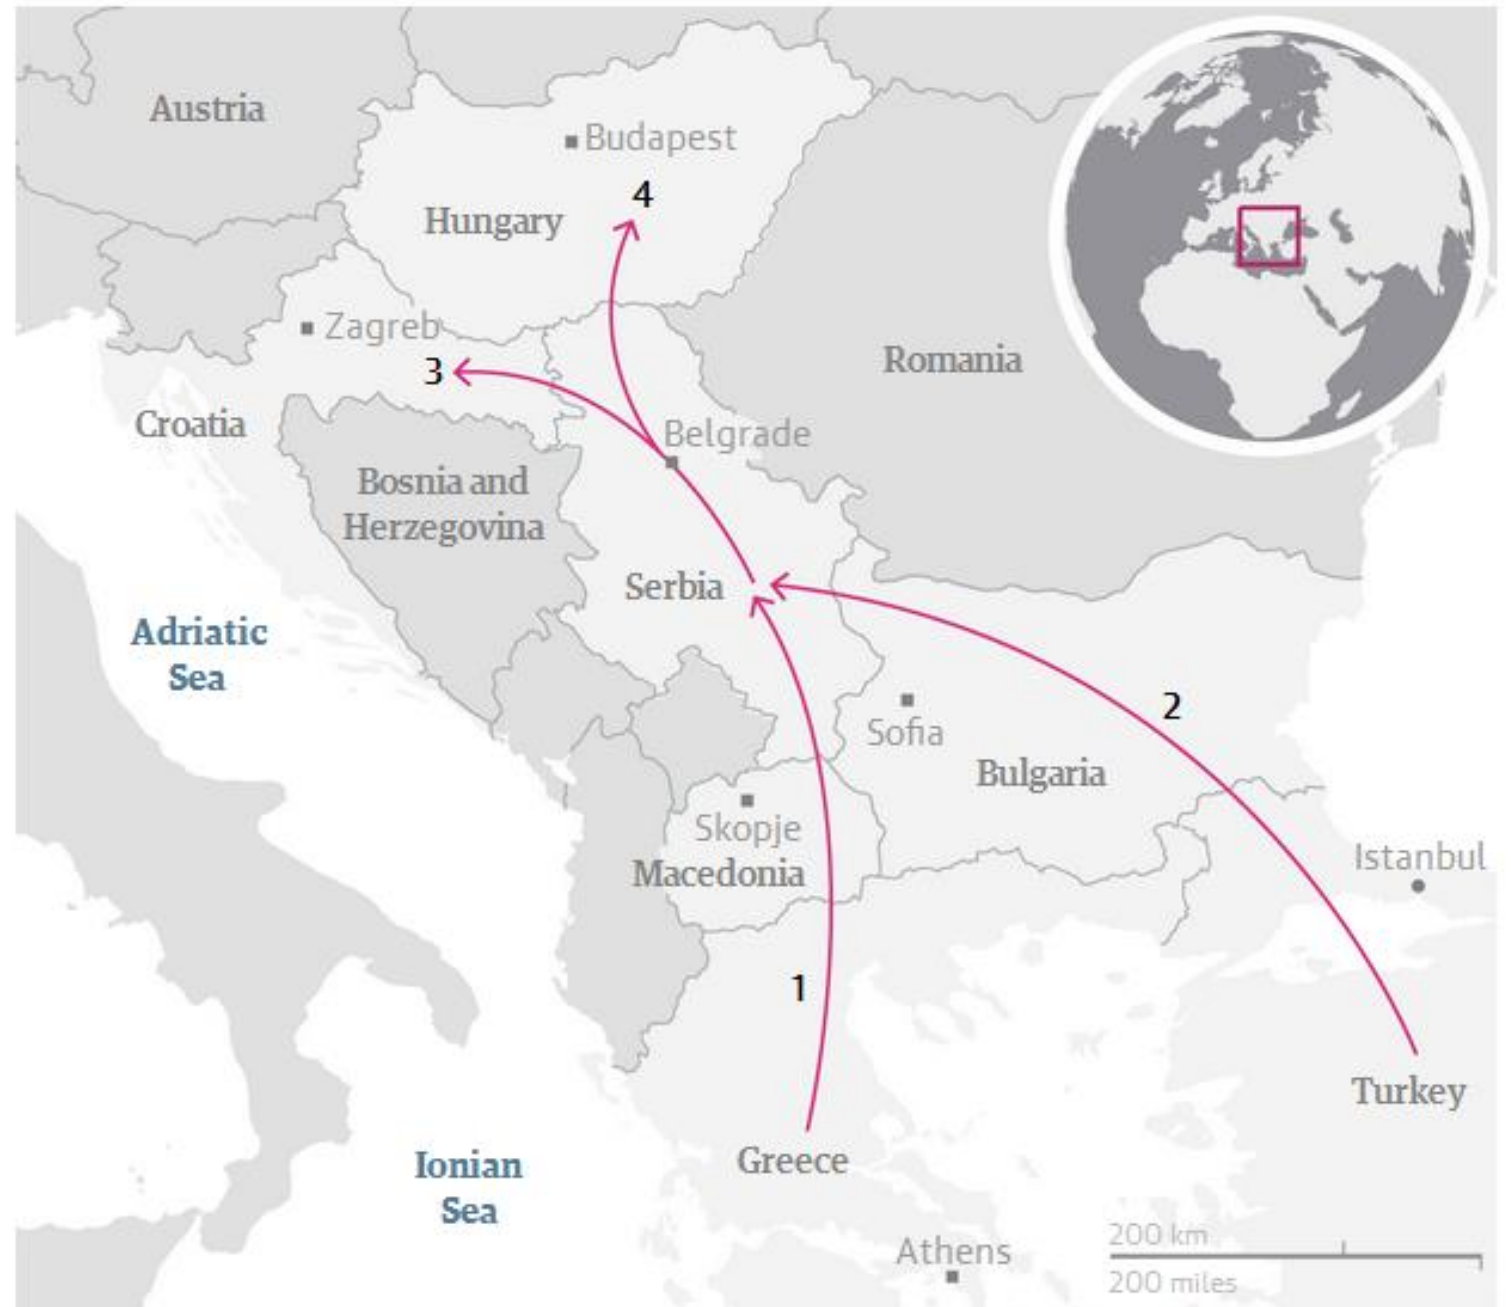 Austria
Budapest
4
Hungary
Zagreb
3
Romania
Croatia
Belgrade
Bosnia and
Herzegovina
Serbia
Adriatic
Sea
2
Sofia
Bulgaria
Skopje
Macedonia
Istanbul
1
Turkey
Greece
Ionian
Sea
Athens
200 km
200 miles